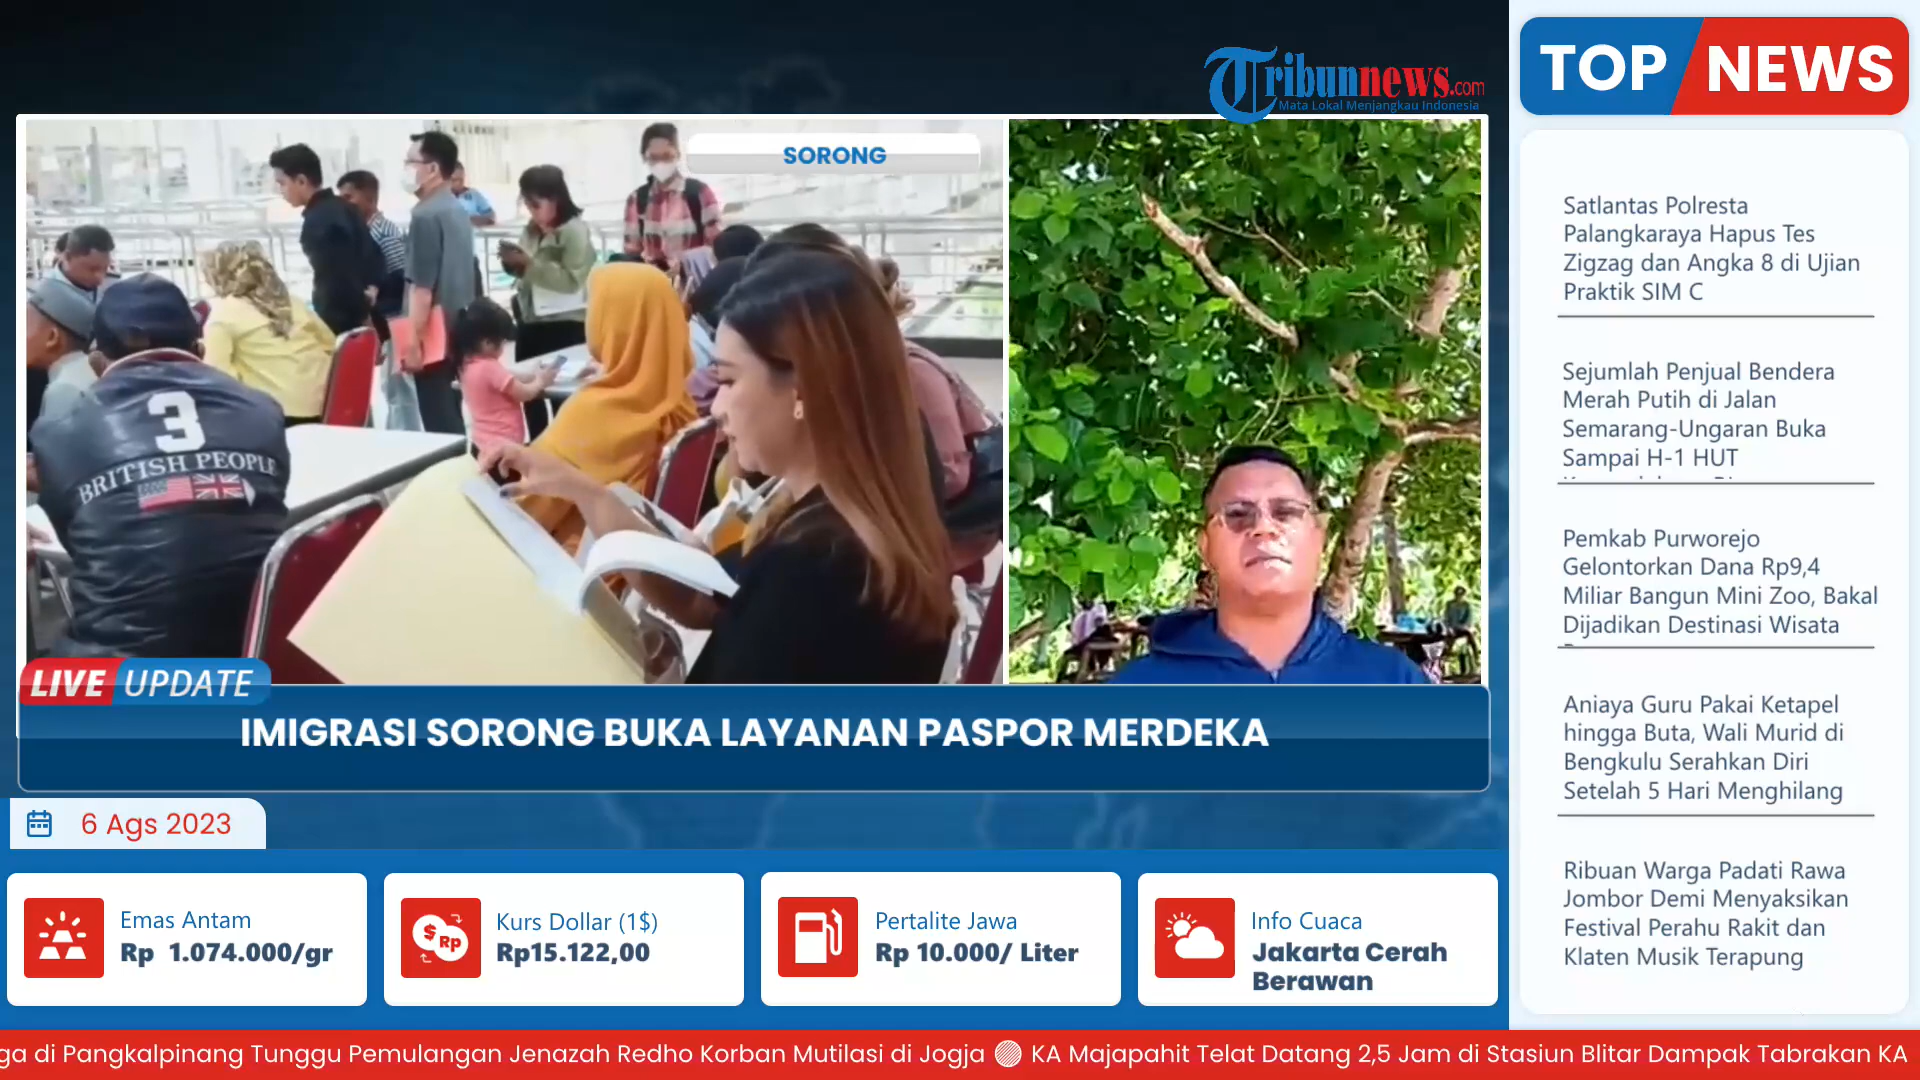 Tribunnews.com
Mata Lokal Menjangkau Indonesia
SORONG
3
BRITISH PEOPLE
LIVE UPDATE
IMIGRASI SORONG BUKA LAYANAN PASPOR MERDEKA
6 Ags 2023
Emas Antam
Rp 1.074.000/gr
Kurs Dollar (1$)
Rp15.122,00
Pertalite Jawa
Rp 10.000/ Liter
Info Cuaca
Jakarta Cerah
Berawan
TOP NEWS
Satlantas Polresta
Palangkaraya Hapus Tes
Zigzag dan Angka 8 di Ujian
Praktik SIM C
Sejumlah Penjual Bendera
Merah Putih di Jalan
Semarang-Ungaran Buka
Sampai H-1 HUT
Pemkab Purworejo
Gelontorkan Dana Rp9,4
Miliar Bangun Mini Zoo, Bakal
Dijadikan Destinasi Wisata
Aniaya Guru Pakai Ketapel
hingga Buta, Wali Murid di
Bengkulu Serahkan Diri
Setelah 5 Hari Menghilang
Ribuan Warga Padati Rawa
Jombor Demi Menyaksikan
Festival Perahu Rakit dan
Klaten Musik Terapung
ga di Pangkalpinang Tunggu Pemulangan Jenazah Redho Korban Mutilasi di Jogja KA Majapahit Telat Datang 2,5 Jam di Stasiun Blitar Dampak Tabrakan KA